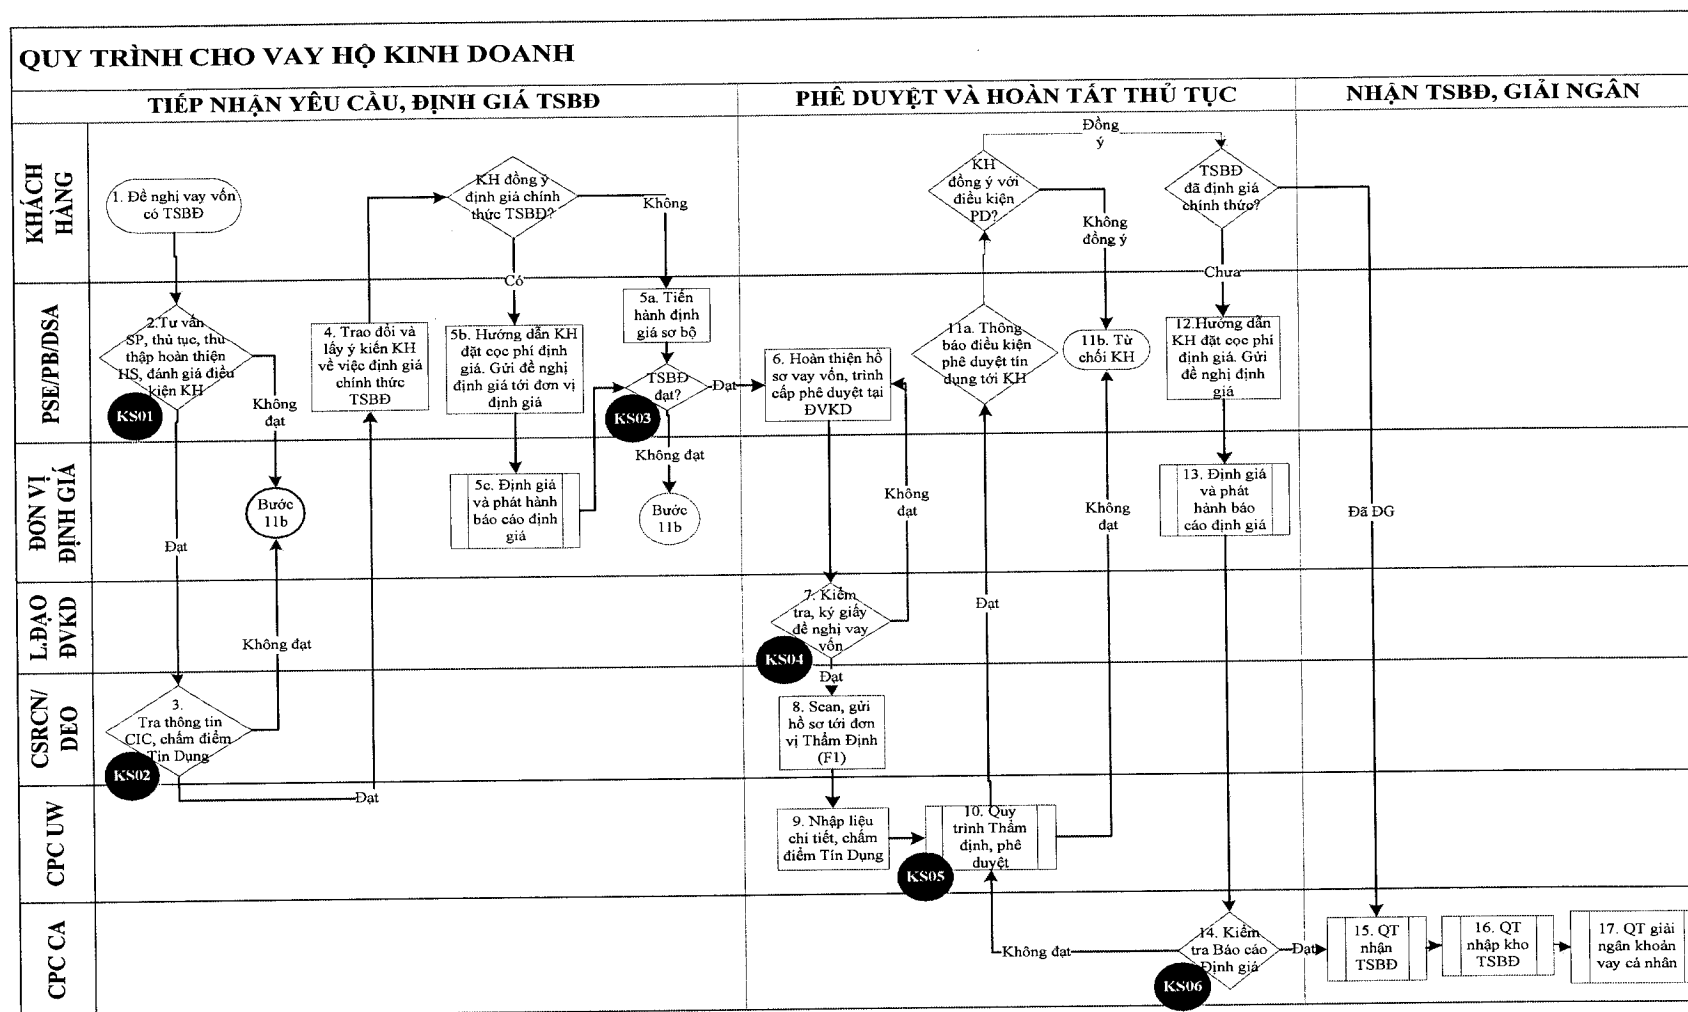 QUY TRÌNH CHO VAY HỘ KINH DOANH
TIẾP NHẬN YÊU CẦU, ĐỊNH GIÁ TSBĐ
PHÊ DUYỆT VÀ HOÀN TẤT THỦ TỤC
NHẬN TSBĐ, GIẢI NGÂN
KHÁCH
HÀNG
1. Đề nghị vay vốn
có TSBĐ
KH đồng ý
định giá chính
thức TSBĐ?
Không
Có
KH
đồng ý với
điều kiện
PD?
Đồng
ý
Không
đồng ý
TSBĐ
đã định giá
chính thức?
Chưa
PSE/PB/DSA
2.Tư vấn
SP, thủ tục, thu
thập hoàn thiện
HS, đánh giá điều
kiện KH
KS01
Không
đạt
4. Trao đổi và
lấy ý kiến KH
về việc định giá
chính thức
TSBĐ
5b. Hướng dẫn KH
đặt cọc phí định
giá. Gửi đề nghị
định giá tới đơn vị
định giá
5a. Tiến
hành định
giá sơ bộ
TSBĐ
đạt?
KS03
Đạt
6. Hoàn thiện hồ
sơ vay vốn, trình
cấp phê duyệt tại
ĐVKD
11a. Thông
báo điều kiện
phê duyệt tín
dụng tới KH
11b. Từ
chối KH
12.Hướng dẫn
KH đặt cọc phí
định giá. Gửi
đề nghị định
giá
ĐƠN VỊ
ĐỊNH GIÁ
Đạt
Bước
11b
5c. Định giá
và phát hành
báo cáo định
giá
Không đạt
Bước
11b
Không
đạt
Không
đạt
13. Định giá
và phát
hành báo
cáo định giá
Đã ĐG
L.ĐẠO
ĐVKD
Không đạt
7. Kiểm
tra, ký giấy
đề nghị vay
vốn
KS04
Đạt
Đạt
CSRCN/
DEO
3.
Tra thông tin
CIC, chấm điểm
Tín Dụng
KS02
8. Scan, gửi
hồ sơ tới đơn
vị Thẩm Định
(F1)
CPC UW
Đạt
9. Nhập liệu
chi tiết, chấm
điểm Tín Dụng
10. Quy
trình Thẩm
định, phê
duyệt
KS05
CPC CA
Không đạt
14. Kiểm
tra Báo cáo
Định giá
KS06
Đạt
15. QT
nhận
TSBĐ
16. QT
nhập kho
TSBĐ
17. QT giải
ngân khoản
vay cá nhân